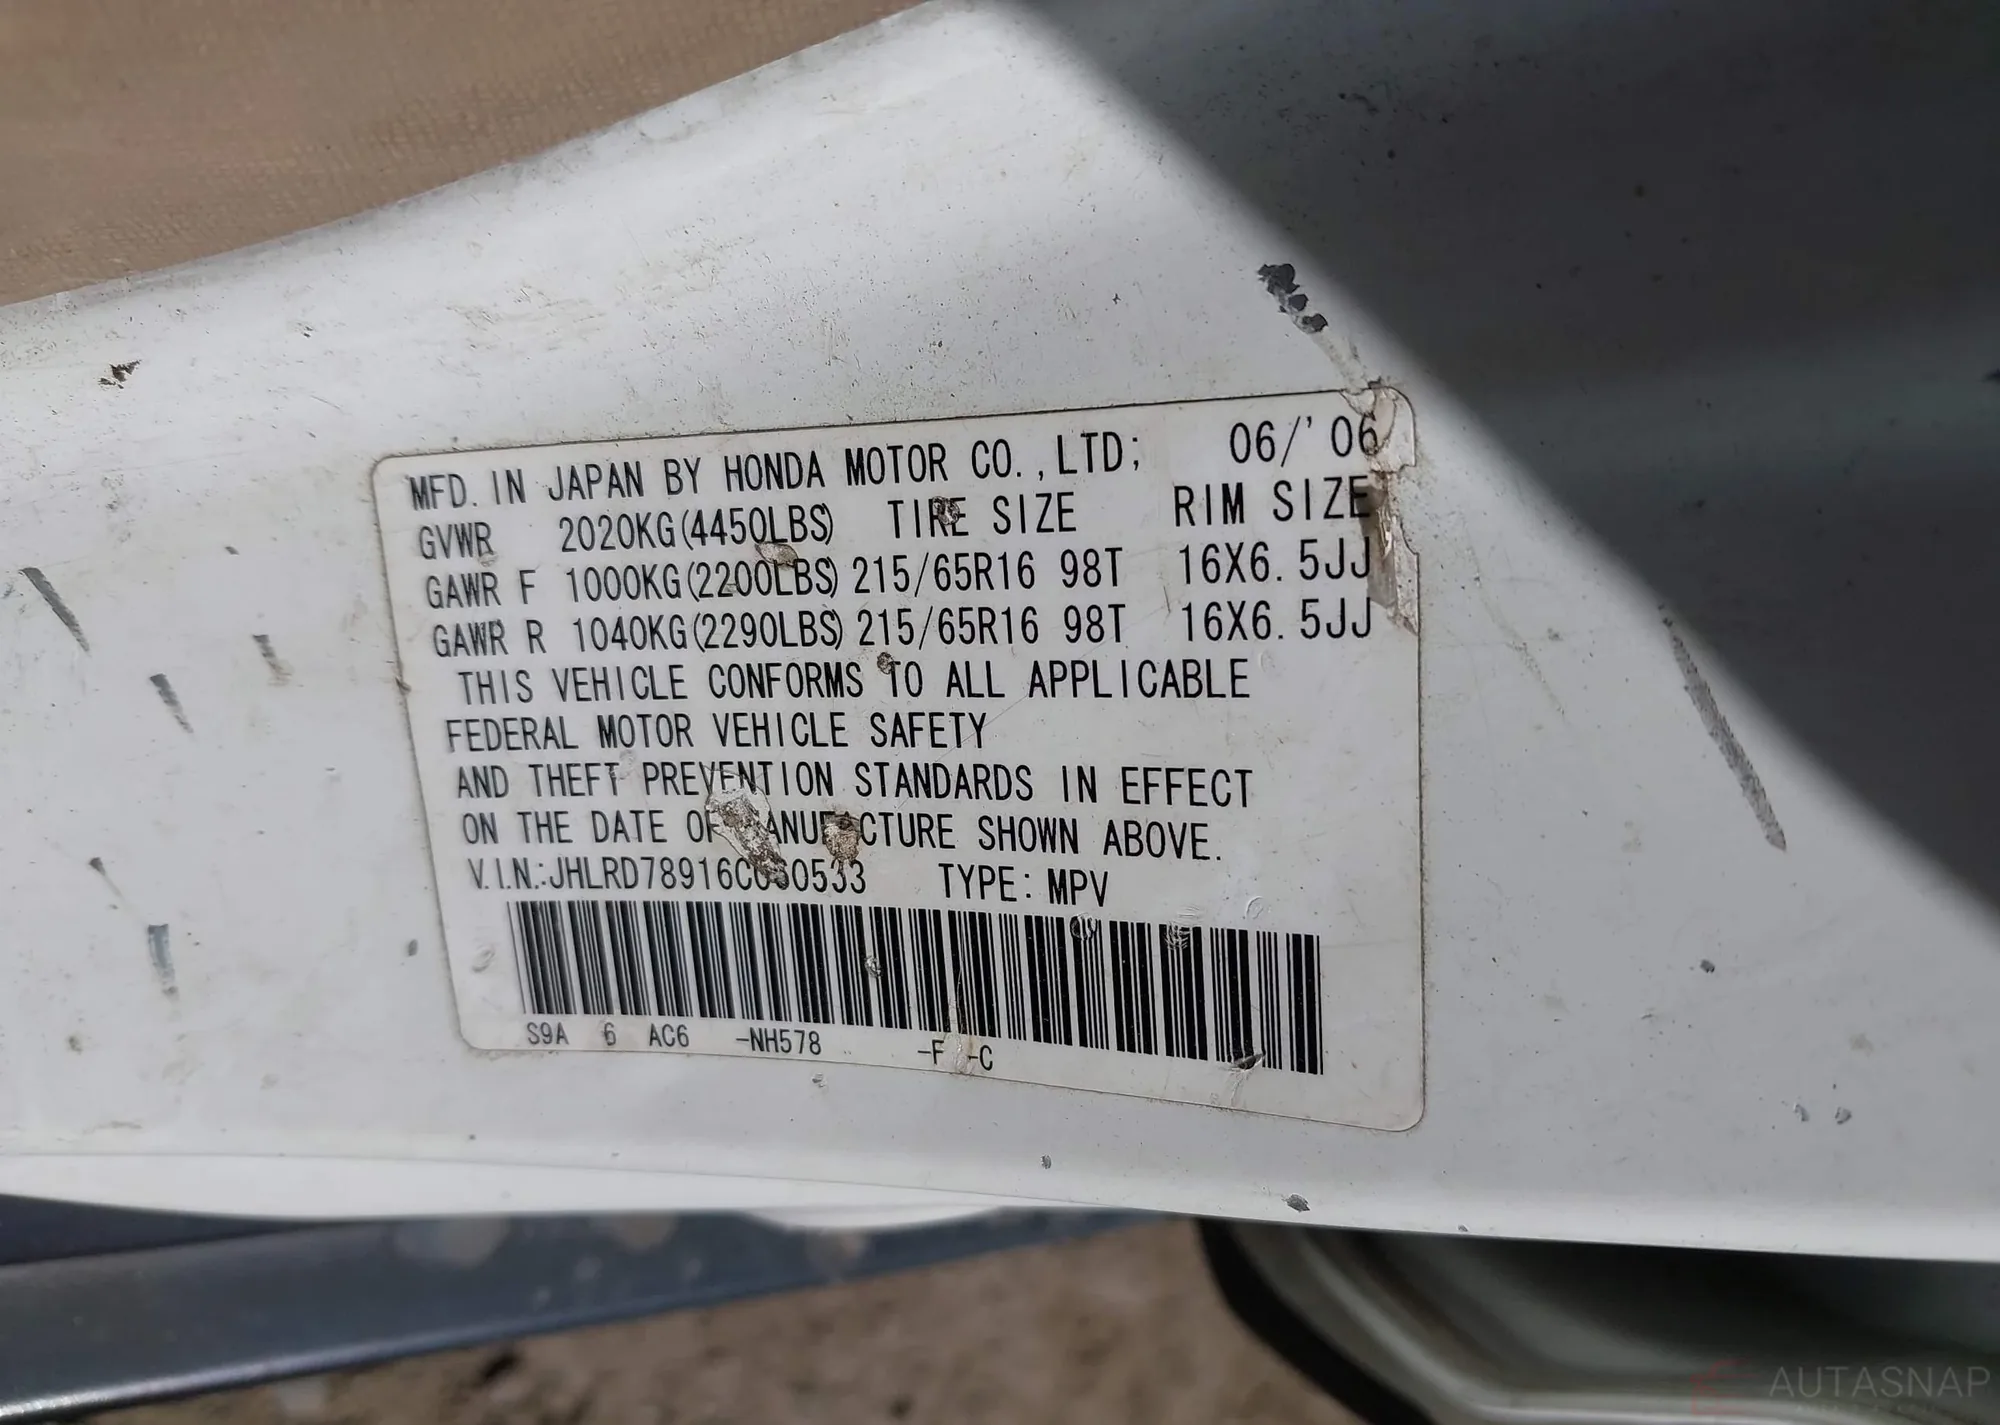 MFD. IN JAPAN BY HONDA MOTOR CO.,LTD; 06/'06
GVWR 2020KG(4450LBS) TIRE SIZE RIM SIZE
GAWR F 1000KG(2200LBS) 215/65R16 98T 16X6.5JJ
GAWR R 1040KG(2290LBS) 215/65R16 98T 16X6.5JJ
THIS VEHICLE CONFORMS TO ALL APPLICABLE
FEDERAL MOTOR VEHICLE SAFETY
AND THEFT PREVENTION STANDARDS IN EFFECT
ON THE DATE OF MANUFACTURE SHOWN ABOVE.
V.I.N.: TYPE: MPV
S9A 6 AC6 -NH578 -F -C
AUTASNAP